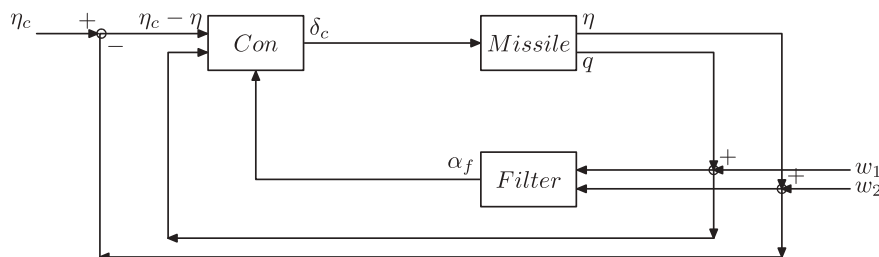 η_c + η_c − η
−
Con
δ_c
Missile
η
q
α_f
Filter
+
w_1
+
w_2